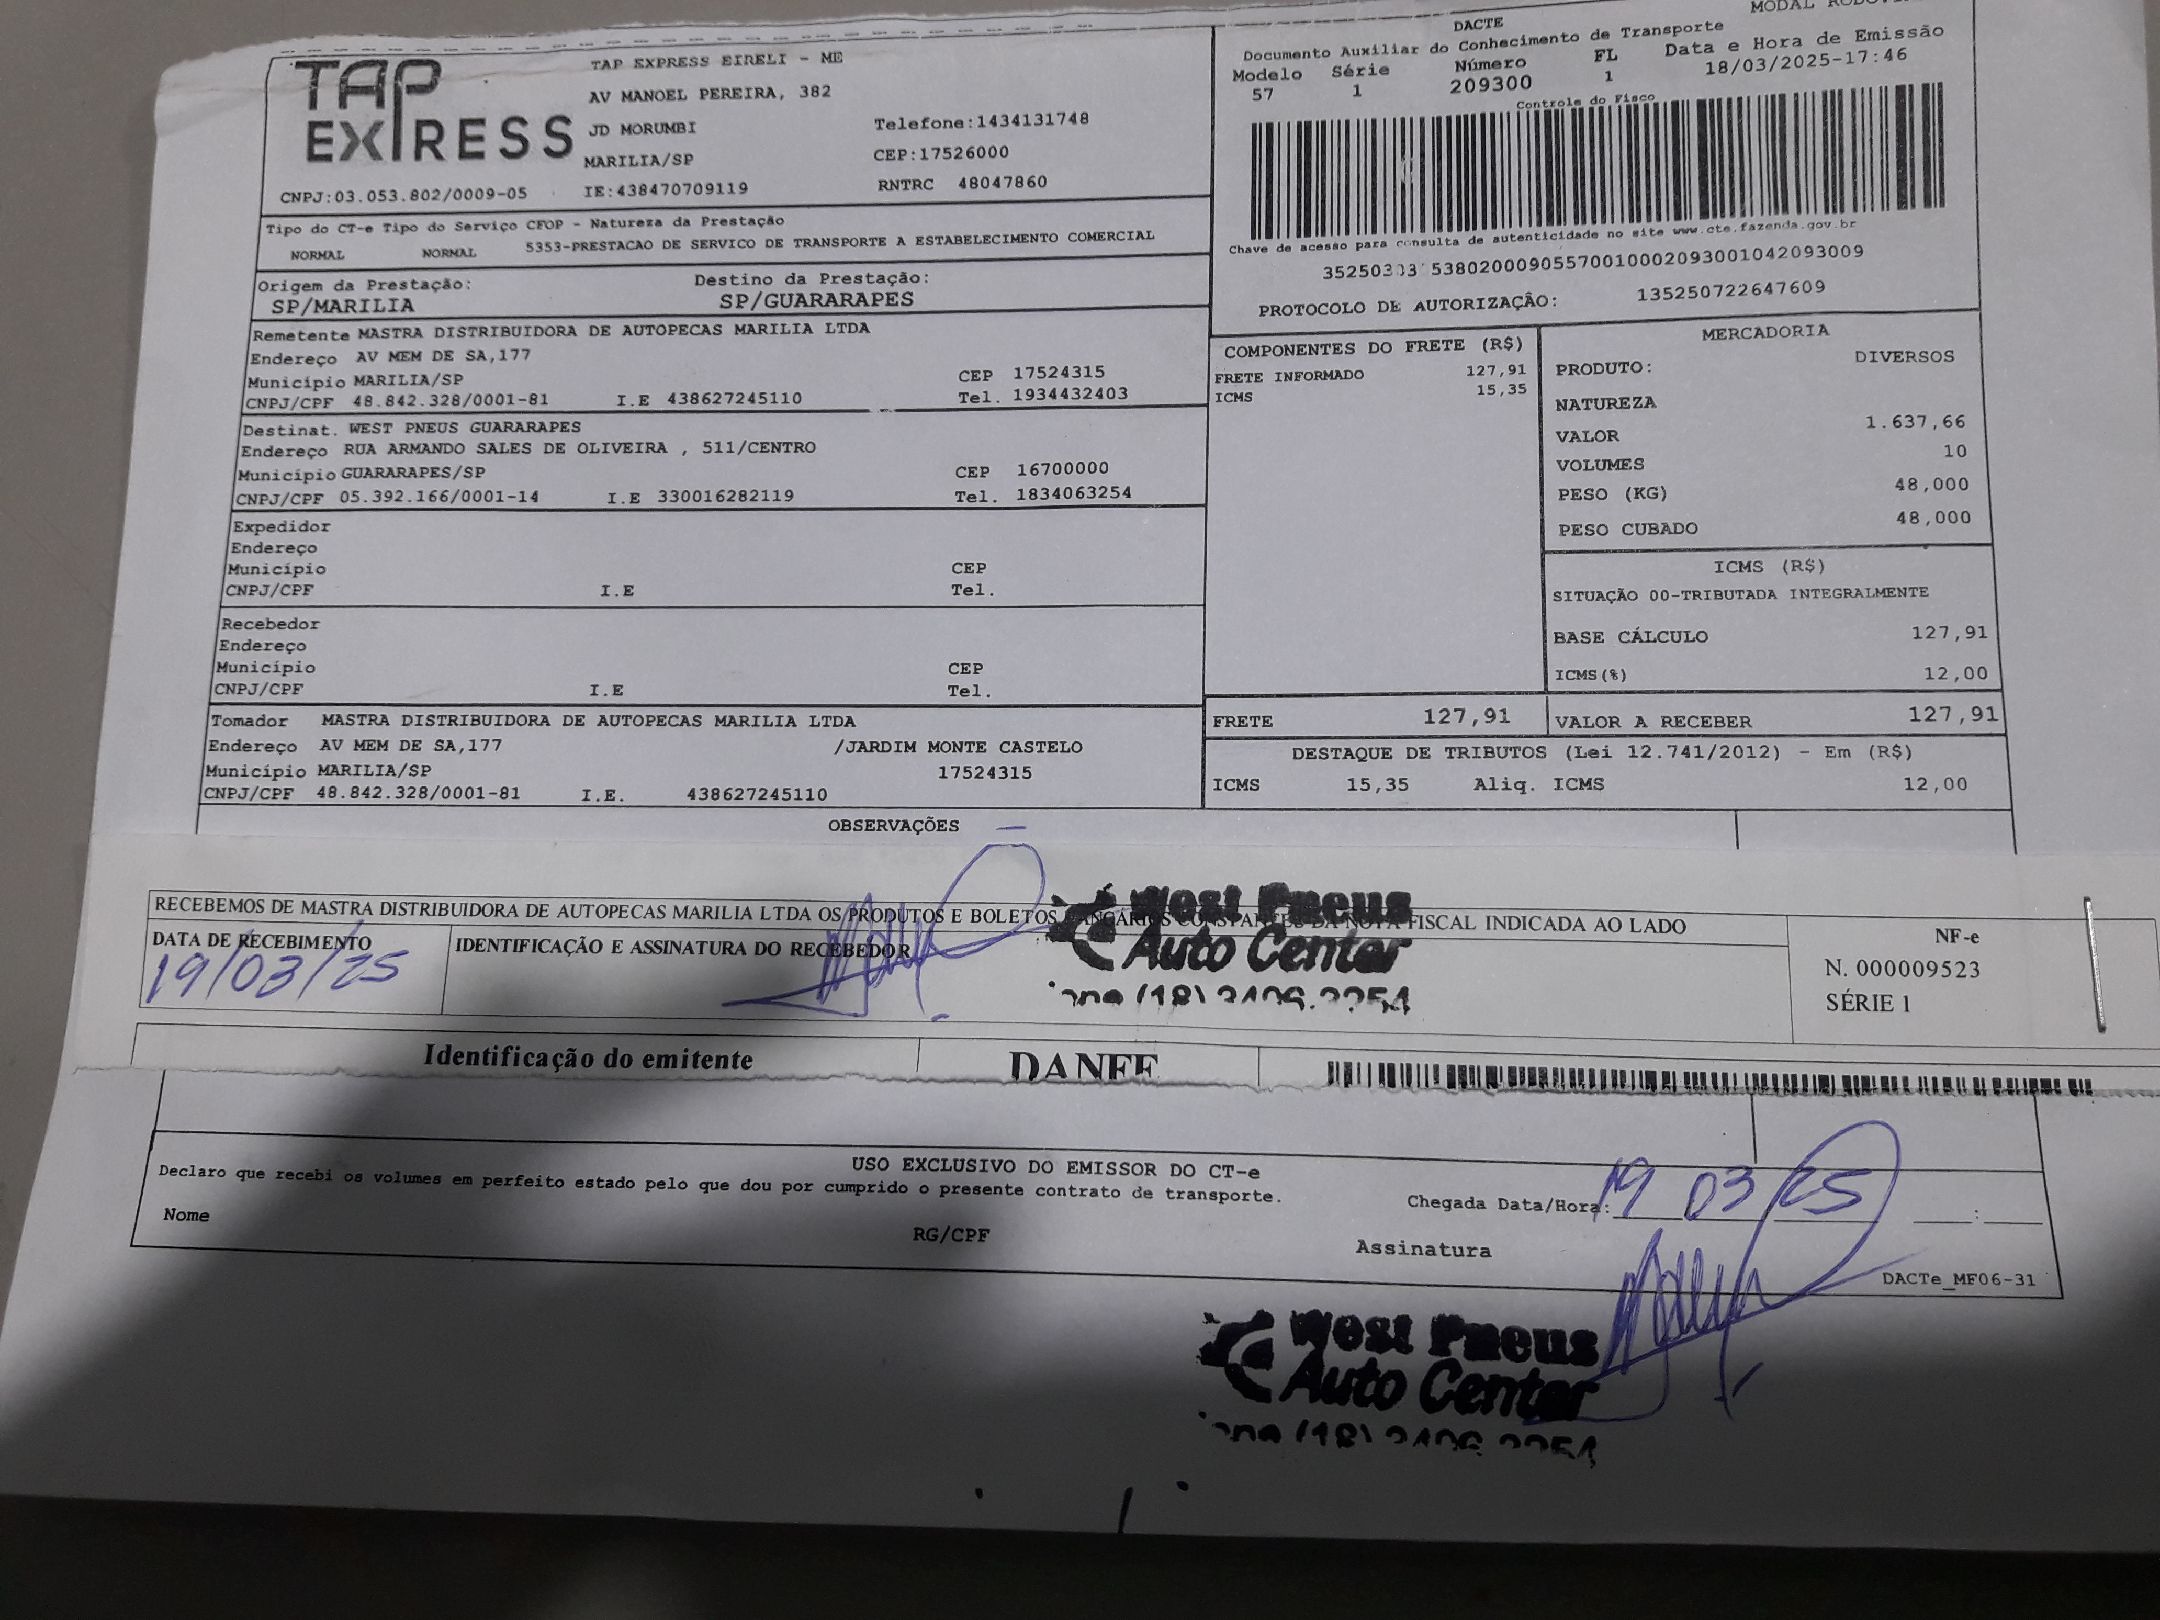 MODAL
TAP EXPRESS
TAP EXPRESS EIRELI - ME
AV MANOEL PEREIRA, 382
JD MORUMBI Telefone:1434131748
MARILIA/SP CEP:17526000
CNPJ:03.053.802/0009-05 IE:438470709119 RNTRC 48047860
DACTE
Documento Auxiliar do Conhecimento de Transporte
Modelo Série Número FL Data e Hora de Emissão
57 1 209300 1 18/03/2025-17:46
Controle do Fisco
Chave de acesso para consulta de autenticidade no site www.cte.fazenda.gov.br
53802000905570010002093001042093009
PROTOCOLO DE AUTORIZAÇÃO: 135250722647609
Tipo do CT-e Tipo do Serviço CFOP - Natureza da Prestação
NORMAL NORMAL 5353-PRESTACAO DE SERVICO DE TRANSPORTE A ESTABELECIMENTO COMERCIAL
Origem da Prestação: Destino da Prestação:
SP/MARILIA SP/GUARARAPES
Remetente MASTRA DISTRIBUIDORA DE AUTOPECAS MARILIA LTDA
Endereço AV MEM DE SA,177
Município MARILIA/SP CEP 17524315
CNPJ/CPF 48.842.328/0001-81 I.E 438627245110 Tel. 1934432403
Destinat. WEST PNEUS GUARARAPES
Endereço RUA ARMANDO SALES DE OLIVEIRA , 511/CENTRO
Município GUARARAPES/SP CEP 16700000
CNPJ/CPF 05.392.166/0001-14 I.E 330016282119 Tel. 1834063254
Expedidor
Endereço
Município CEP
CNPJ/CPF I.E Tel.
Recebedor
Endereço
Município CEP
CNPJ/CPF I.E Tel.
Tomador MASTRA DISTRIBUIDORA DE AUTOPECAS MARILIA LTDA
Endereço AV MEM DE SA,177 /JARDIM MONTE CASTELO
Município MARILIA/SP 17524315
CNPJ/CPF 48.842.328/0001-81 I.E. 438627245110
COMPONENTES DO FRETE (R$)
FRETE INFORMADO 127,91
ICMS 15,35
MERCADORIA
PRODUTO: DIVERSOS
NATUREZA
VALOR 1.637,66
VOLUMES 10
PESO (KG) 48,000
PESO CUBADO 48,000
ICMS (R$)
SITUAÇÃO 00-TRIBUTADA INTEGRALMENTE
BASE CÁLCULO 127,91
ICMS(%) 12,00
FRETE 127,91 VALOR A RECEBER 127,91
DESTAQUE DE TRIBUTOS (Lei 12.741/2012) - Em (R$)
ICMS 15,35 Aliq. ICMS 12,00
OBSERVAÇÕES
RECEBEMOS DE MASTRA DISTRIBUIDORA DE AUTOPECAS MARILIA LTDA OS PRODUTOS E BOLETOS BANCÁRIOS CONSTANTES DA NOTA FISCAL INDICADA AO LADO
DATA DE RECEBIMENTO IDENTIFICAÇÃO E ASSINATURA DO RECEBEDOR
19/03/25
West Pneus
Auto Center
(18) 3406.3254
NF-e
N. 000009523
SÉRIE 1
Identificação do emitente DANFE
USO EXCLUSIVO DO EMISSOR DO CT-e
Declaro que recebi os volumes em perfeito estado pelo que dou por cumprido o presente contrato de transporte.
Chegada Data/Hora: 19 03 /25 :
Nome RG/CPF Assinatura
DACTe_MF06-31
West Pneus
Auto Center
(18) 3406.3254